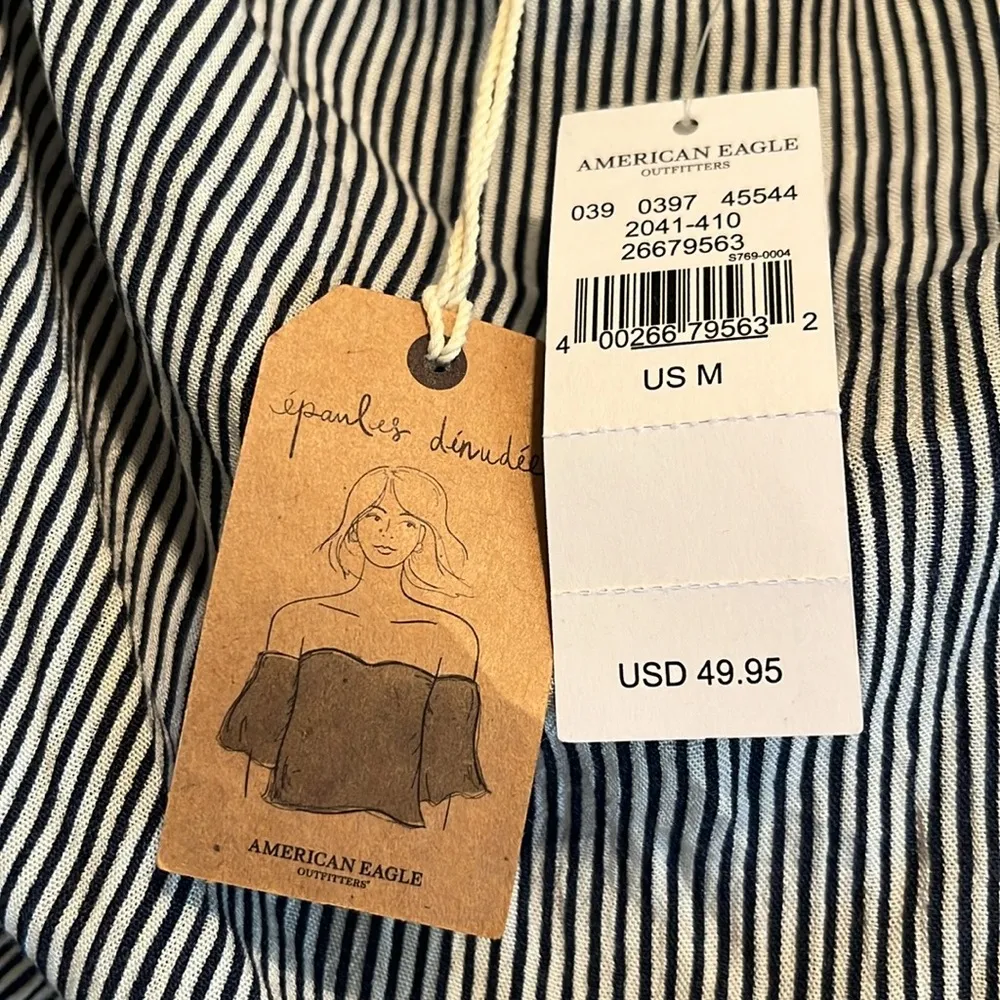 épaules dénudée
AMERICAN EAGLE
OUTFITTERS®
AMERICAN EAGLE
OUTFITTERS
039 0397 45544
2041-410
26679563
S769-0004
4 00266 79563 2
US M
USD 49.95